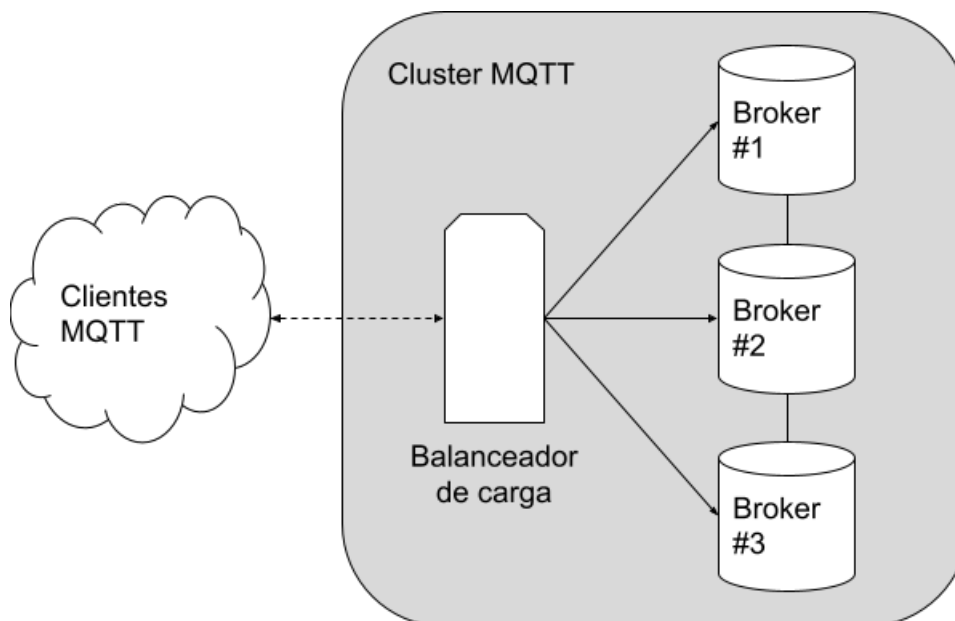 Cluster MQTT
Broker
#1
Clientes
MQTT
Broker
#2
Balanceador
de carga
Broker
#3